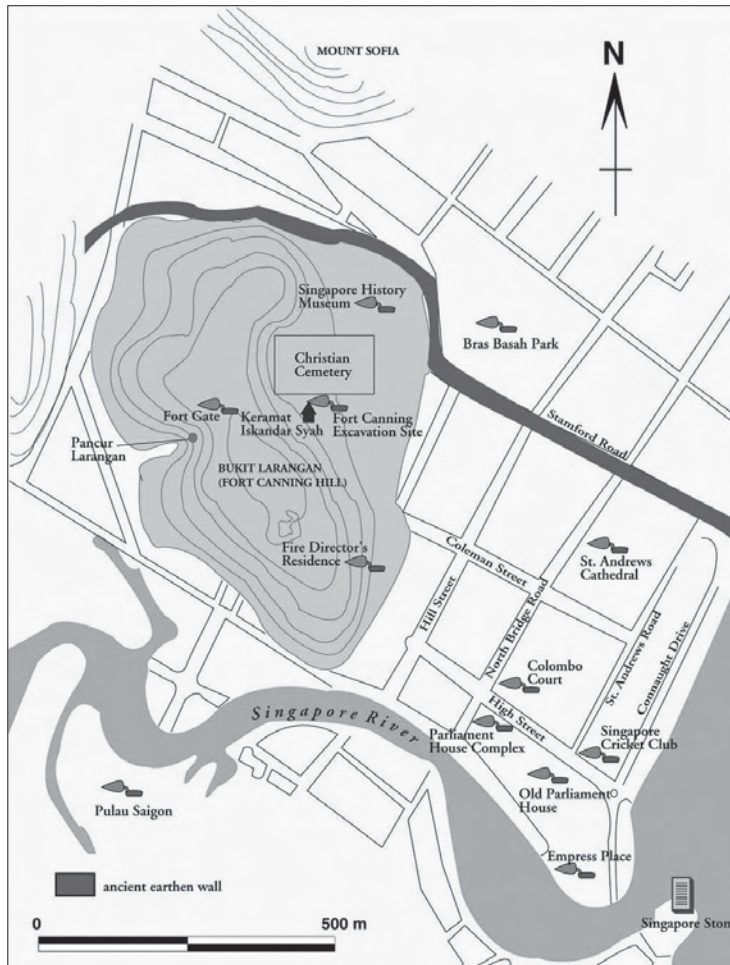 MOUNT SOFIA
N
Singapore History
Museum
Bras Basah Park
Christian
Cemetery
Fort Gate
Keramat
Iskandar Syah
Fort Canning
Excavation Site
Stamford Road
Pancur
Larangan
BUKIT LARANGAN
(FORT CANNING HILL)
Fire Director's
Residence
Coleman Street
St. Andrews
Cathedral
Hill Street
North Bridge Road
St. Andrews Road
Connaught Drive
Colombo
Court
High Street
Singapore River
Parliament
House Complex
Singapore
Cricket Club
Pulau Saigon
Old Parliament
House
Empress Place
ancient earthen wall
Singapore Ston
0
500 m